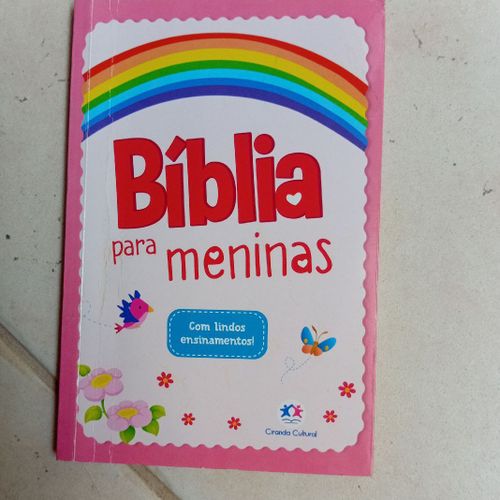 Bíblia
para meninas
Com lindos
ensinamentos!
Ciranda Cultural